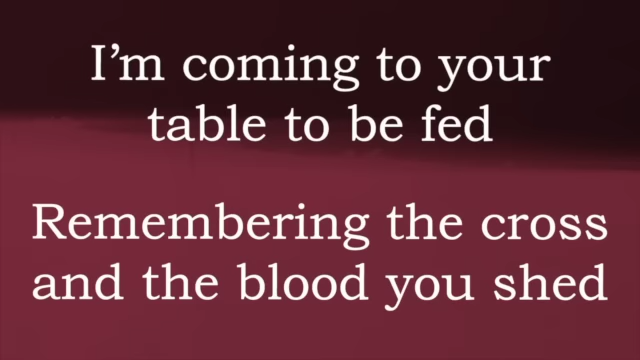 I'm coming to your
table to be fed
Remembering the cross
and the blood you shed